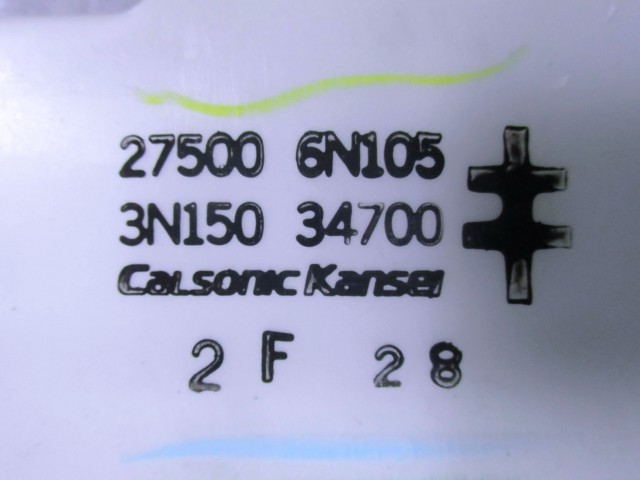 27500 6N105
3N150 34700
Calsonic Kansei
2 F 28